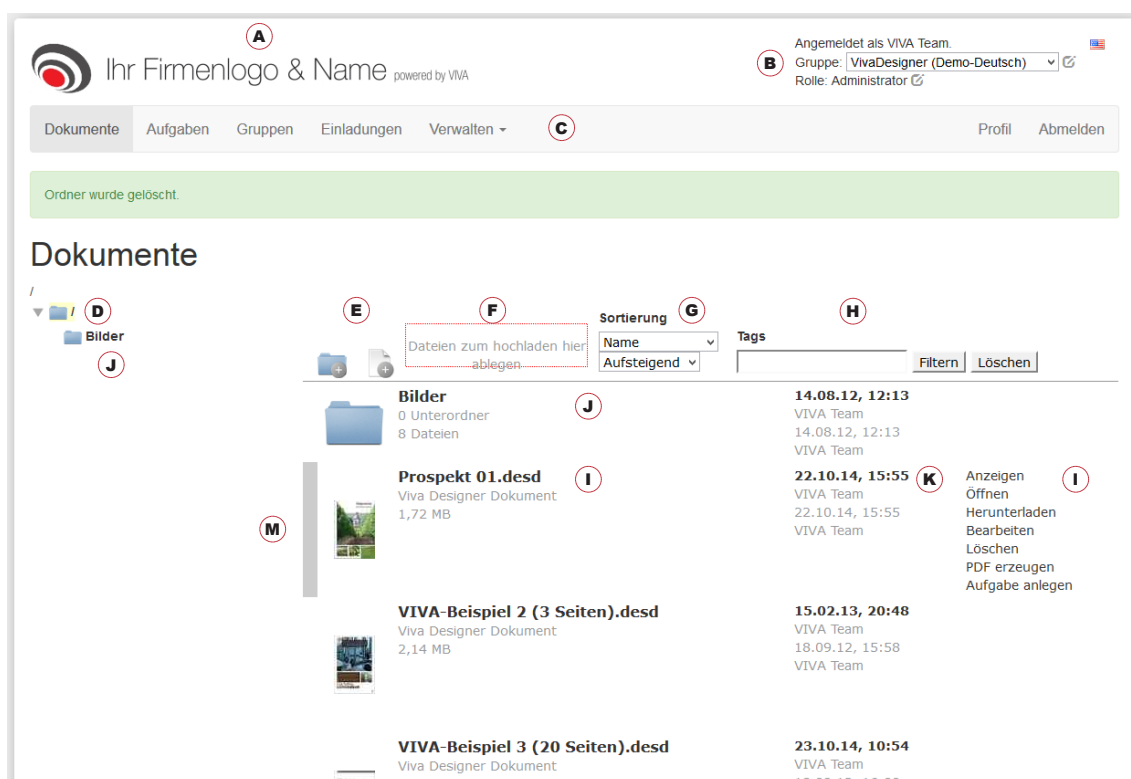 A
Ihr Firmenlogo & Name powered by VIVA
Angemeldet als VIVA Team.
B Gruppe: VivaDesigner (Demo-Deutsch)
Rolle: Administrator
Dokumente Aufgaben Gruppen Einladungen Verwalten C Profil Abmelden
Ordner wurde gelöscht.
Dokumente
/
/ D
Bilder
J
E
F
Dateien zum hochladen hier
ablegen
Sortierung G
Name
Aufsteigend
H
Tags
Filtern Löschen
Bilder J
0 Unterordner
8 Dateien
14.08.12, 12:13
VIVA Team
14.08.12, 12:13
VIVA Team
M
Prospekt 01.desd I
Viva Designer Dokument
1,72 MB
22.10.14, 15:55 K
VIVA Team
22.10.14, 15:55
VIVA Team
Anzeigen I
Öffnen
Herunterladen
Bearbeiten
Löschen
PDF erzeugen
Aufgabe anlegen
VIVA-Beispiel 2 (3 Seiten).desd
Viva Designer Dokument
2,14 MB
15.02.13, 20:48
VIVA Team
18.09.12, 15:58
VIVA Team
VIVA-Beispiel 3 (20 Seiten).desd
Viva Designer Dokument
23.10.14, 10:54
VIVA Team